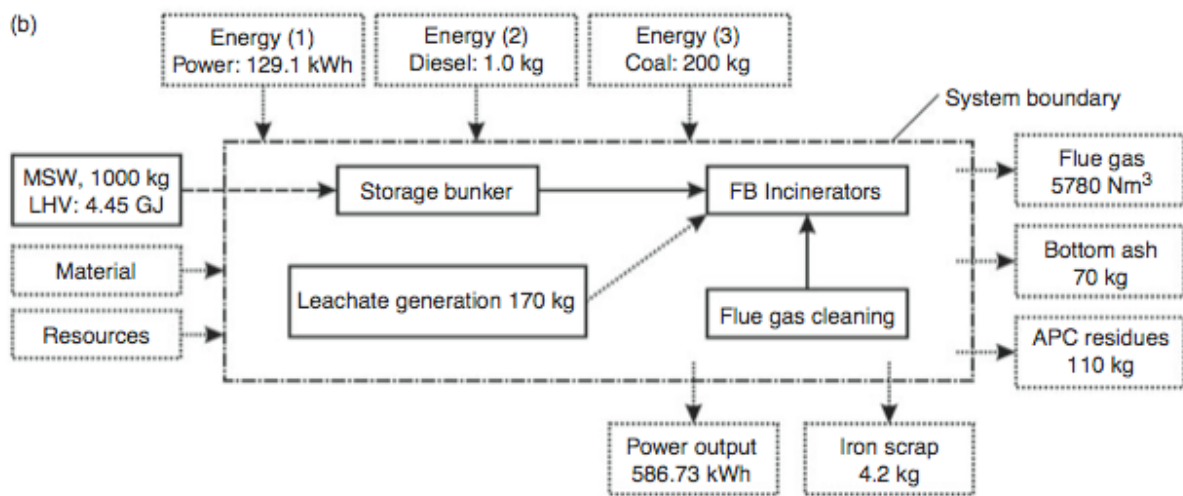 (b)
Energy (1)
Power: 129.1 kWh
Energy (2)
Diesel: 1.0 kg
Energy (3)
Coal: 200 kg
System boundary
MSW, 1000 kg
LHV: 4.45 GJ
Storage bunker
FB Incinerators
Flue gas
5780 Nm³
Material
Leachate generation 170 kg
Bottom ash
70 kg
Resources
Flue gas cleaning
APC residues
110 kg
Power output
586.73 kWh
Iron scrap
4.2 kg